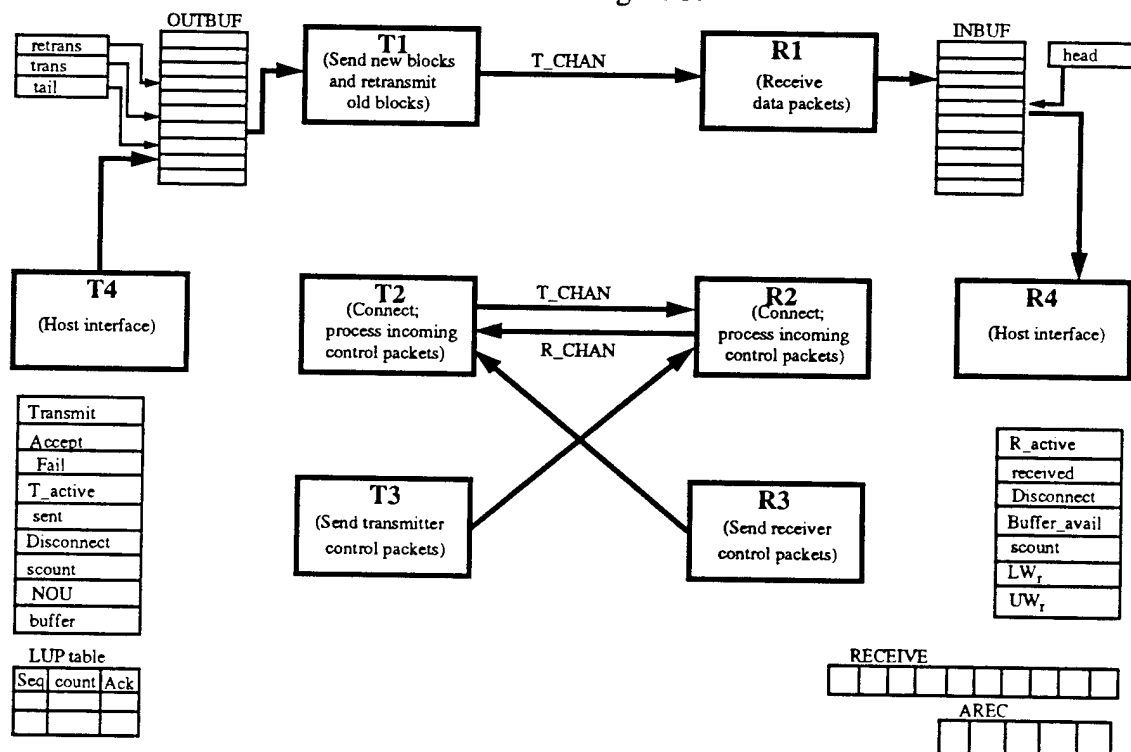 OUTBUF
retrans
trans
tail
T1
(Send new blocks
and retransmit
old blocks)
T_CHAN
R1
(Receive
data packets)
INBUF
head
T4
(Host interface)
T2
(Connect;
process incoming
control packets)
T_CHAN
R_CHAN
R2
(Connect;
process incoming
control packets)
R4
(Host interface)
T3
(Send transmitter
control packets)
R3
(Send receiver
control packets)
Transmit
Accept
Fail
T_active
sent
Disconnect
scount
NOU
buffer
R_active
received
Disconnect
Buffer_avail
scount
LWr
UWr
LUP table
Seq count Ack
RECEIVE
AREC